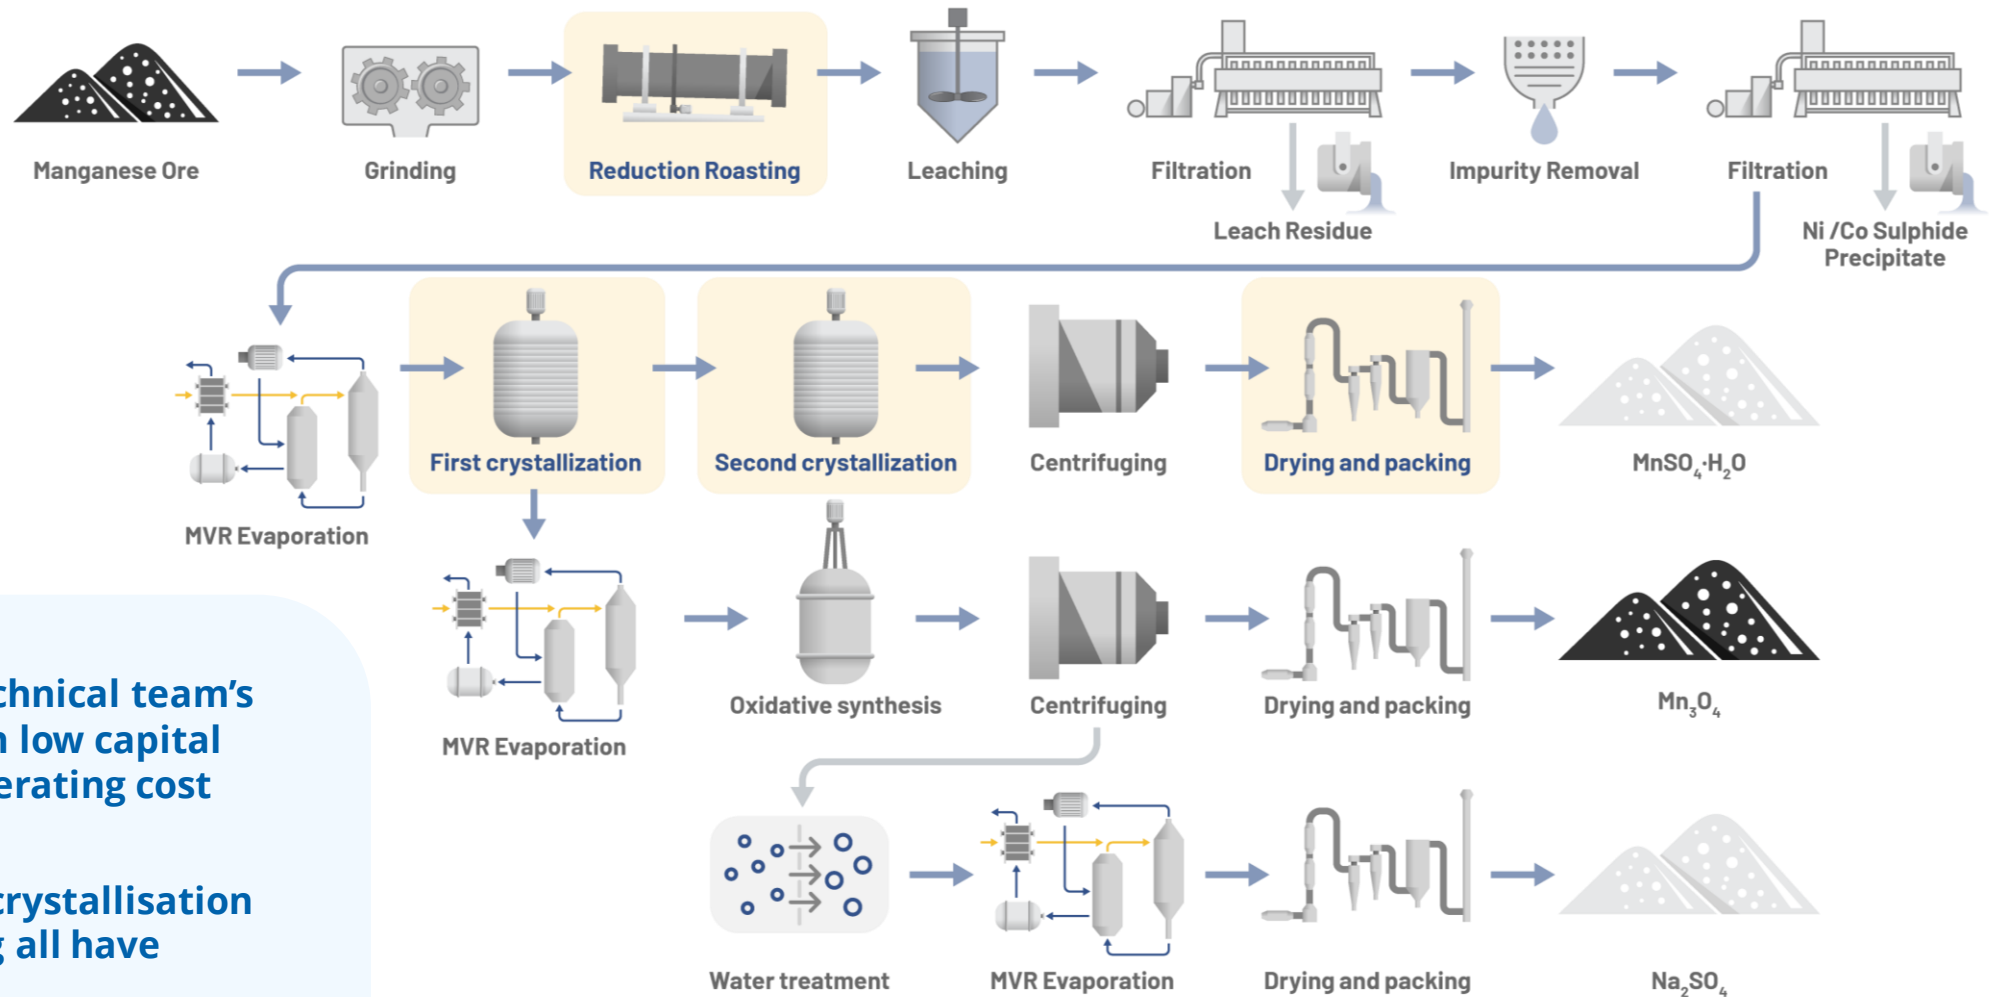 Manganese Ore
Grinding
Reduction Roasting
Leaching
Filtration
Impurity Removal
Filtration
Leach Residue
Ni /Co Sulphide
Precipitate
First crystallization
Second crystallization
Centrifuging
Drying and packing
MnSO₄·H₂O
MVR Evaporation
Oxidative synthesis
Centrifuging
Drying and packing
Mn₃O₄
MVR Evaporation
chnical team’s
low capital
erating cost
crystallisation
all have
Water treatment
MVR Evaporation
Drying and packing
Na₂SO₄